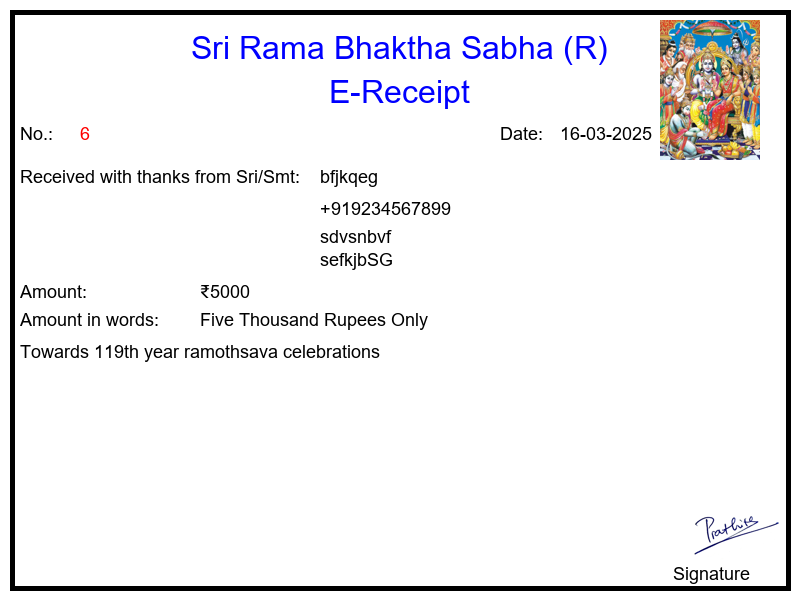 Sri Rama Bhaktha Sabha (R)
E-Receipt
No.: 6 Date: 16-03-2025
Received with thanks from Sri/Smt: bfjkqeg
+919234567899
sdvsnbvf
sefkjbSG
Amount: ₹5000
Amount in words: Five Thousand Rupees Only
Towards 119th year ramothsava celebrations
Signature